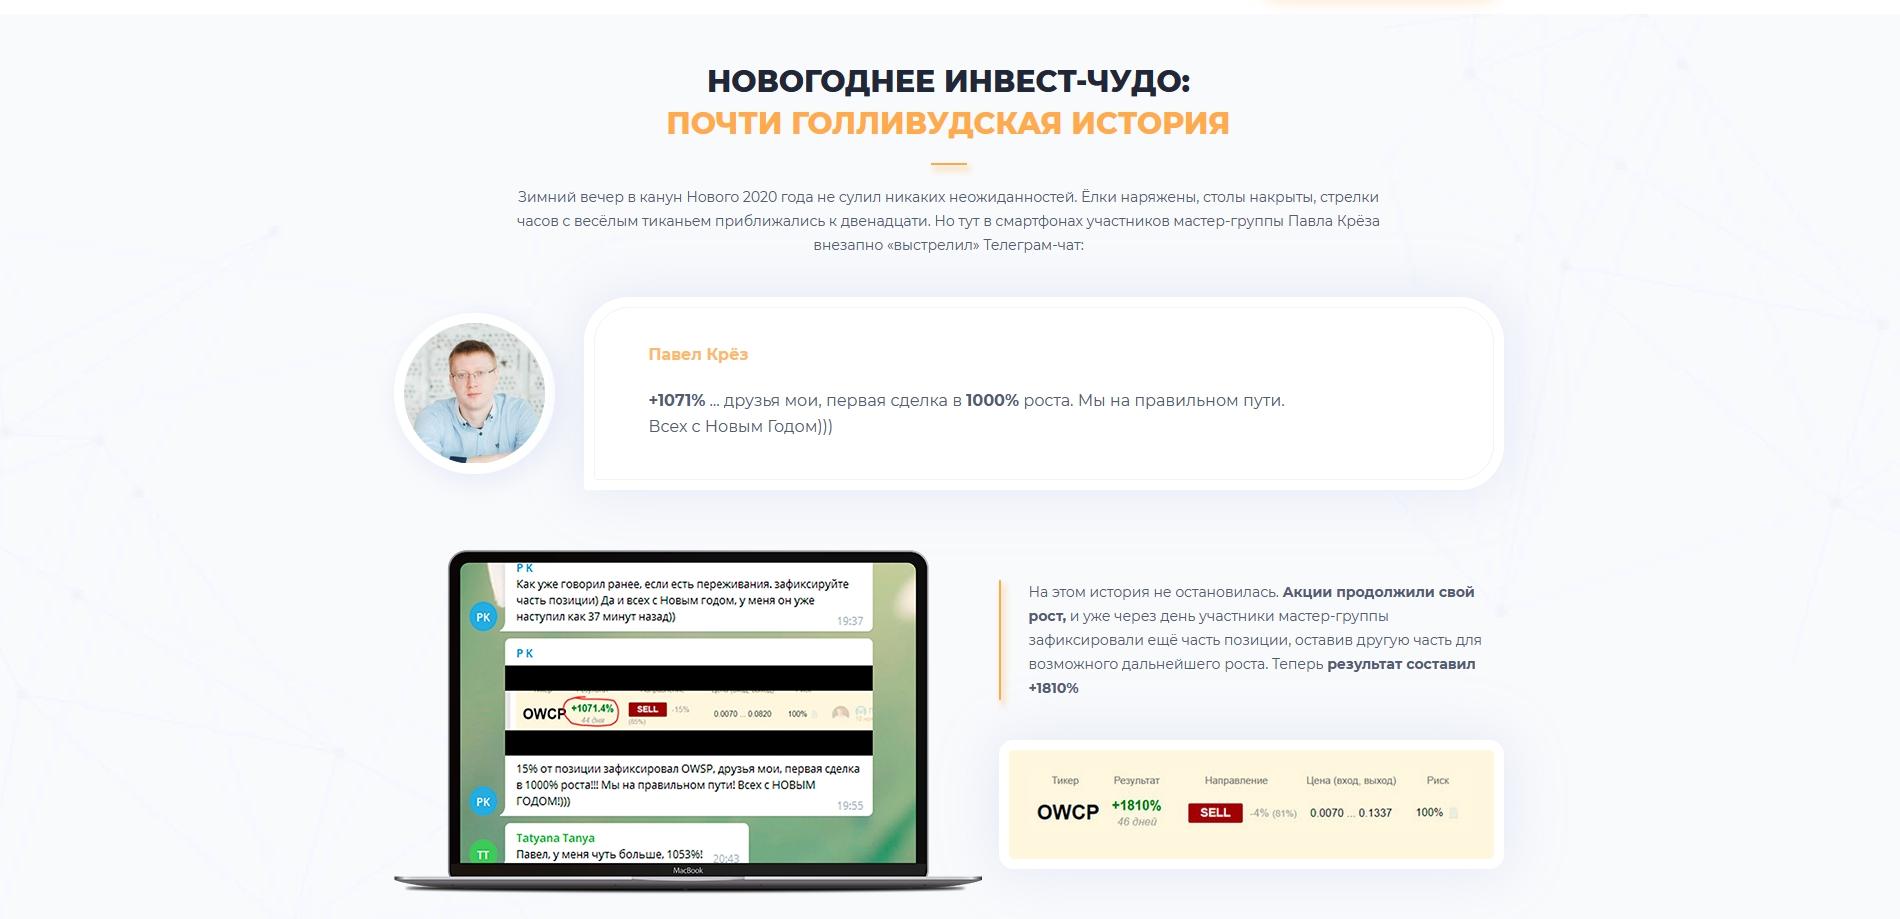 НОВОГОДНЕЕ ИНВЕСТ-ЧУДО:
ПОЧТИ ГОЛЛИВУДСКАЯ ИСТОРИЯ
Зимний вечер в канун Нового 2020 года не сулил никаких неожиданностей. Ёлки наряжены, столы накрыты, стрелки
часов с весёлым тиканьем приближались к двенадцати. Но тут в смартфонах участников мастер-группы Павла Крёза
внезапно «выстрелил» Телеграм-чат:
Павел Крёз
+1071% ... друзья мои, первая сделка в 1000% роста. Мы на правильном пути.
Всех с Новым Годом)))
P K
Как уже говорил ранее, если есть переживания. зафиксируйте
часть позиции) Да и всех с Новым годом, у меня он уже
наступил как 37 минут назад))
PK
19:37
P K
OWCP
+1071.4%
44 дня
SELL
-15%
(85%)
0.0070 ... 0.0820
100%
15% от позиции зафиксировал OWSP, друзья мои, первая сделка
в 1000% роста!!! Мы на правильном пути! Всех с НОВЫМ
ГОДОМ!)))
PK
19:55
Tatyana Tanya
TT
Павел, у меня чуть больше, 1053%!
20:43
MacBook
На этом история не остановилась. Акции продолжили свой
рост, и уже через день участники мастер-группы
зафиксировали ещё часть позиции, оставив другую часть для
возможного дальнейшего роста. Теперь результат составил
+1810%
Тикер Результат Направление Цена (вход, выход) Риск
OWCP +1810% SELL -4% (81%) 0.0070 ... 0.1337 100%
46 дней